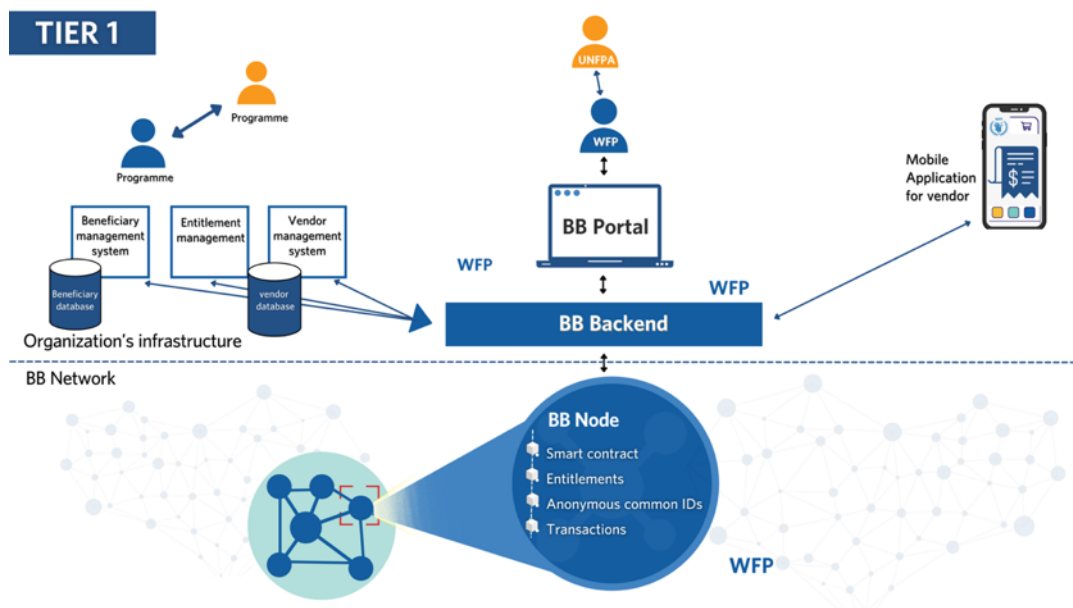 TIER 1
UNFPA
WFP
Programme
Programme
Beneficiary
management
system
Entitlement
management
Vendor
management
system
Beneficiary
database
vendor
database
BB Portal
WFP
WFP
BB Backend
Mobile
Application
for vendor
$
Organization's infrastructure
BB Network
BB Node
Smart contract
Entitlements
Anonymous common IDs
Transactions
WFP